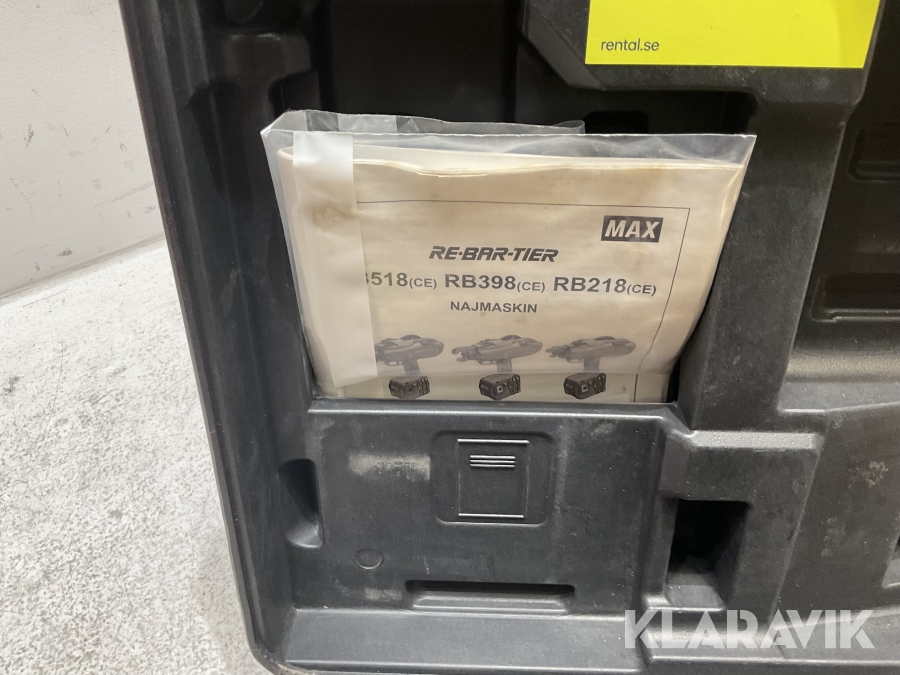 rental.se
MAX
RE-BAR-TIER
518(CE) RB398(CE) RB218(CE)
NAJMASKIN
KLARAVIK